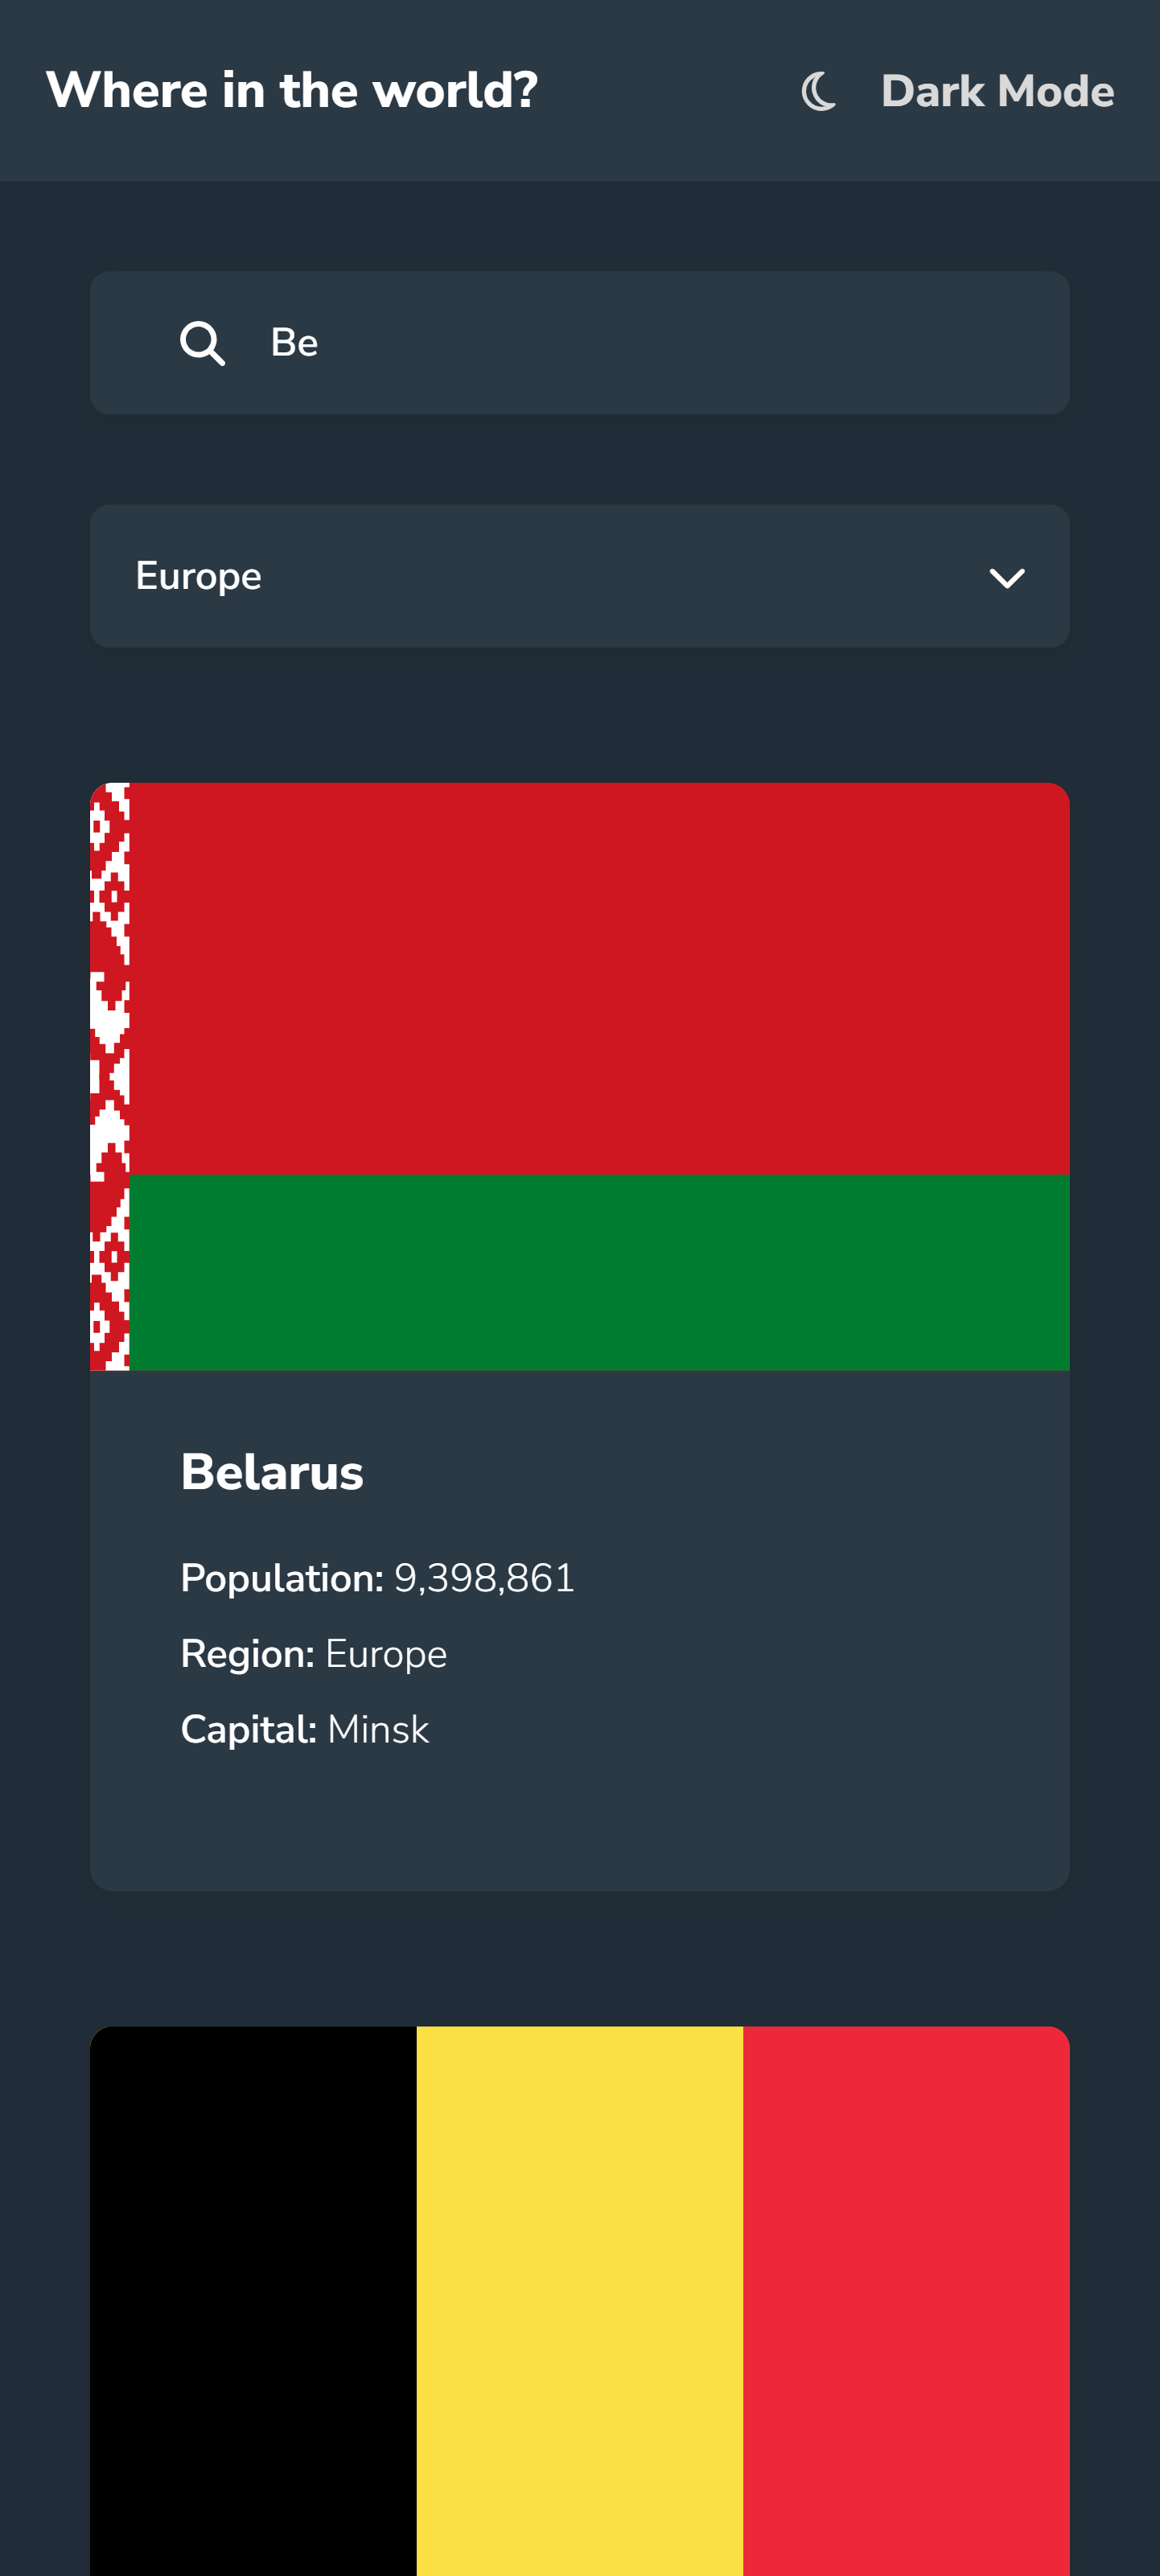 Where in the world?
Dark Mode
Be
Europe
Belarus
Population: 9,398,861
Region: Europe
Capital: Minsk